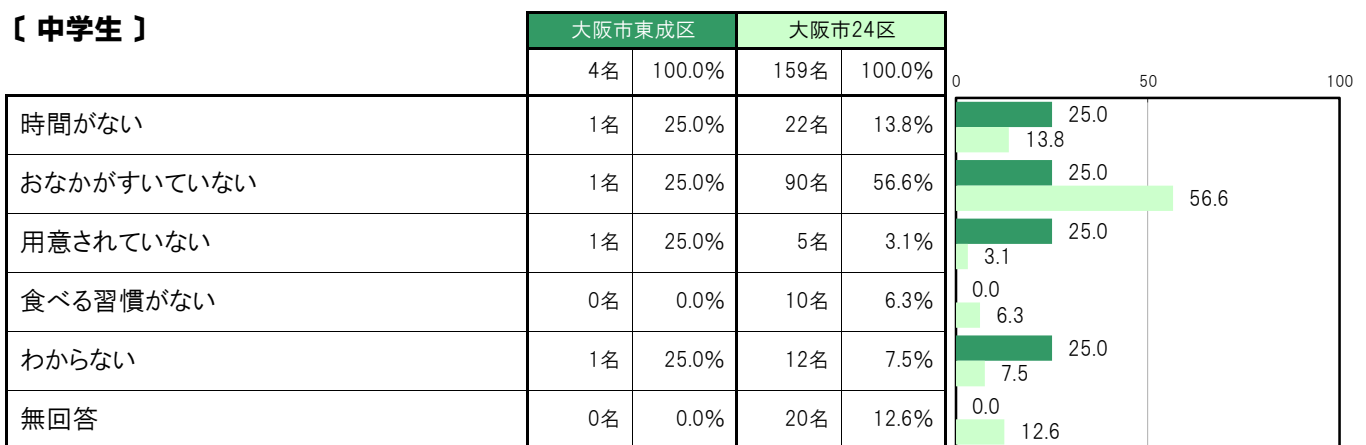 〔 中学生 〕
大阪市東成区 大阪市24区
4名 100.0% 159名 100.0%
0 50 100
時間がない 1名 25.0% 22名 13.8% 25.0
13.8
おなかがすいていない 1名 25.0% 90名 56.6% 25.0
56.6
用意されていない 1名 25.0% 5名 3.1% 25.0
3.1
食べる習慣がない 0名 0.0% 10名 6.3% 0.0
6.3
わからない 1名 25.0% 12名 7.5% 25.0
7.5
無回答 0名 0.0% 20名 12.6% 0.0
12.6